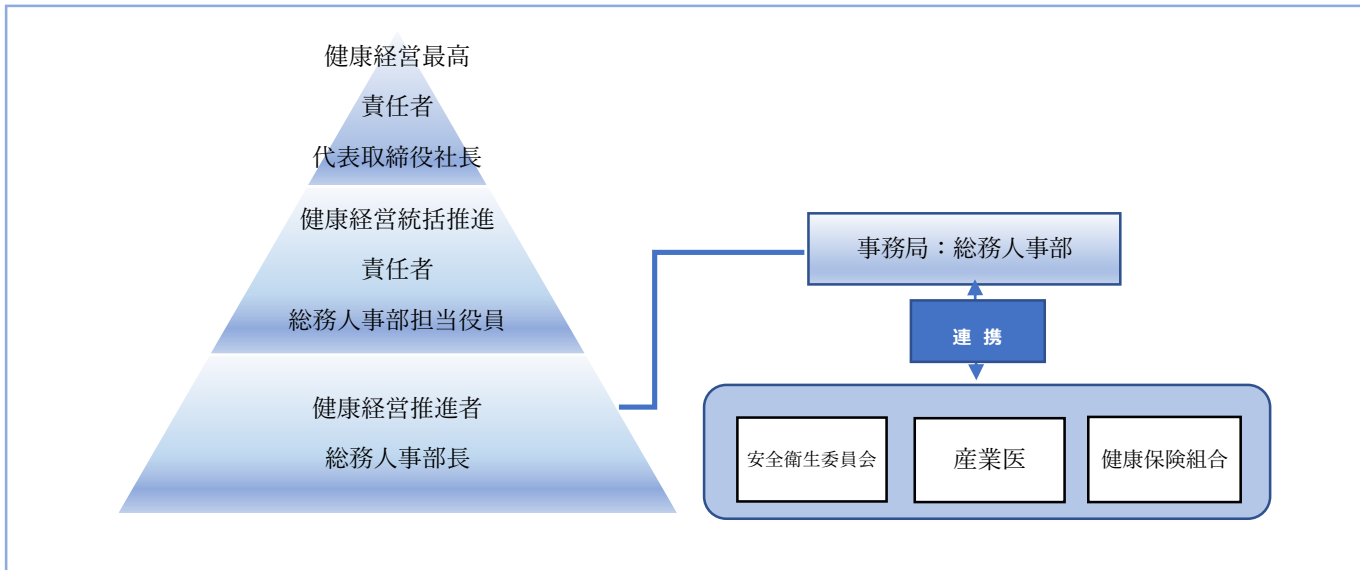 健康経営最高
責任者
代表取締役社長
健康経営統括推進
責任者
総務人事部担当役員
健康経営推進者
総務人事部長
事務局：総務人事部
連 携
安全衛生委員会
産業医
健康保険組合